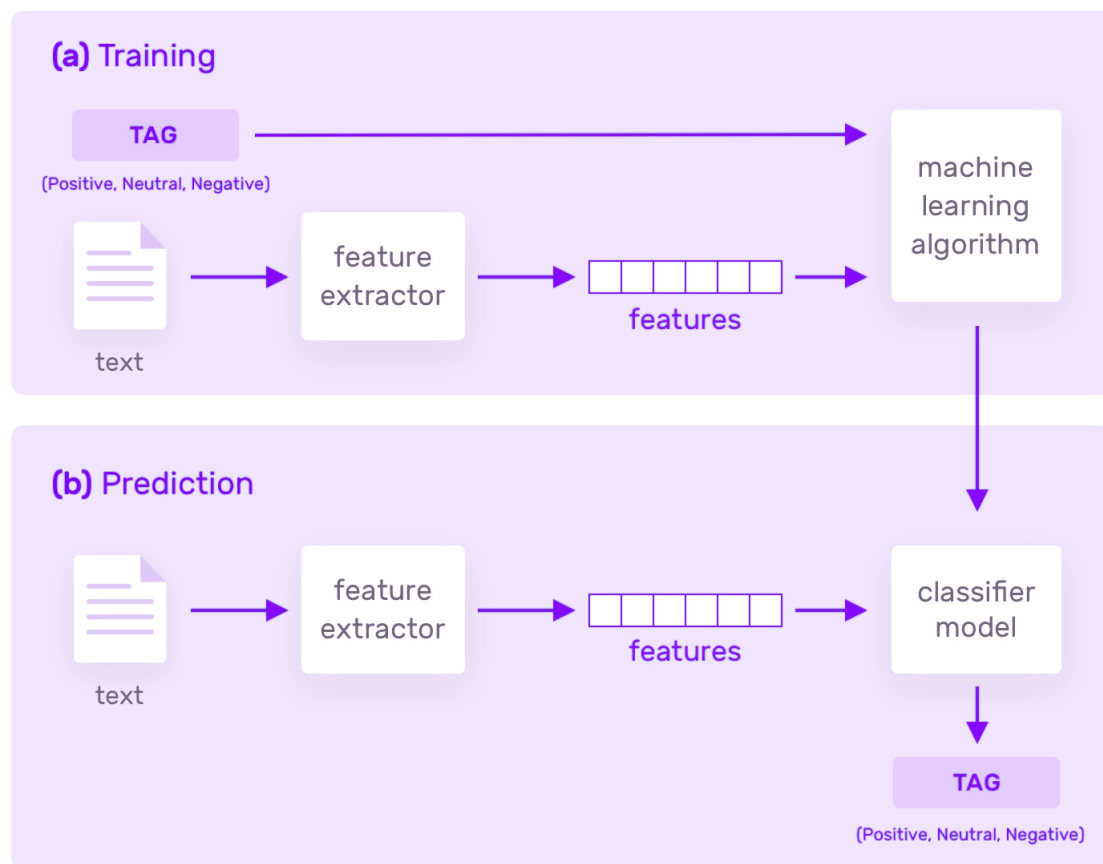 (a) Training
TAG
(Positive, Neutral, Negative)
text
feature
extractor
features
machine
learning
algorithm
(b) Prediction
text
feature
extractor
features
classifier
model
TAG
(Positive, Neutral, Negative)